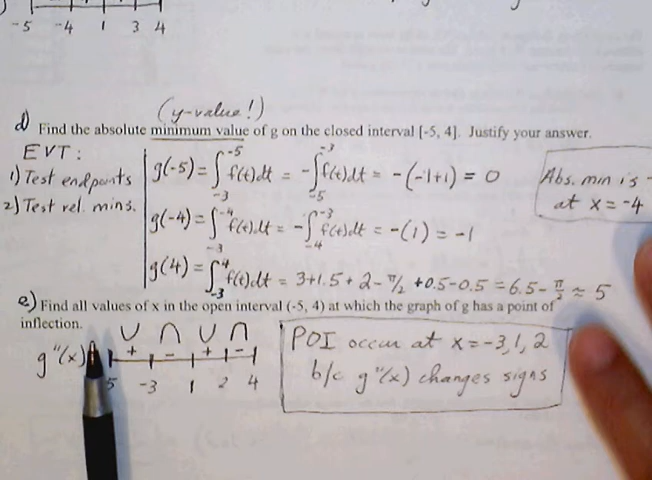 -5 -4 1 3 4
(y-value!)
d) Find the absolute minimum value of g on the closed interval [-5, 4]. Justify your answer.
EVT:
1) Test endpoints
2) Test rel. mins.
g(-5) = ∫_{-3}^{-5} f(t)dt = -∫_{-5}^{-3} f(t)dt = -(-1+1) = 0
g(-4) = ∫_{-3}^{-4} f(t)dt = -∫_{-4}^{-3} f(t)dt = -(1) = -1
g(4) = ∫_{-3}^{4} f(t)dt = 3+1.5+2-π/2 +0.5-0.5 = 6.5-π/2 ≈ 5
Abs. min is -
at x = -4
e) Find all values of x in the open interval (-5, 4) at which the graph of g has a point of
inflection.
g"(x)
+ - + -
5 -3 1 2 4
POI occur at x = -3, 1, 2
b/c g"(x) changes signs